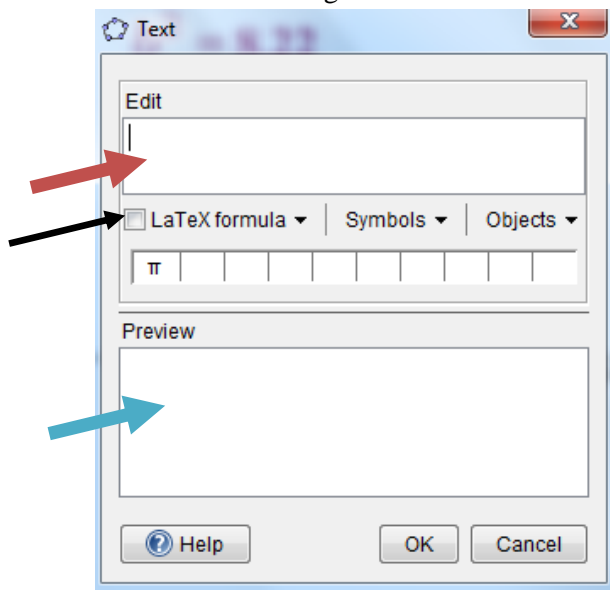 Text
Edit
LaTeX formula Symbols Objects
π
Preview
Help OK Cancel